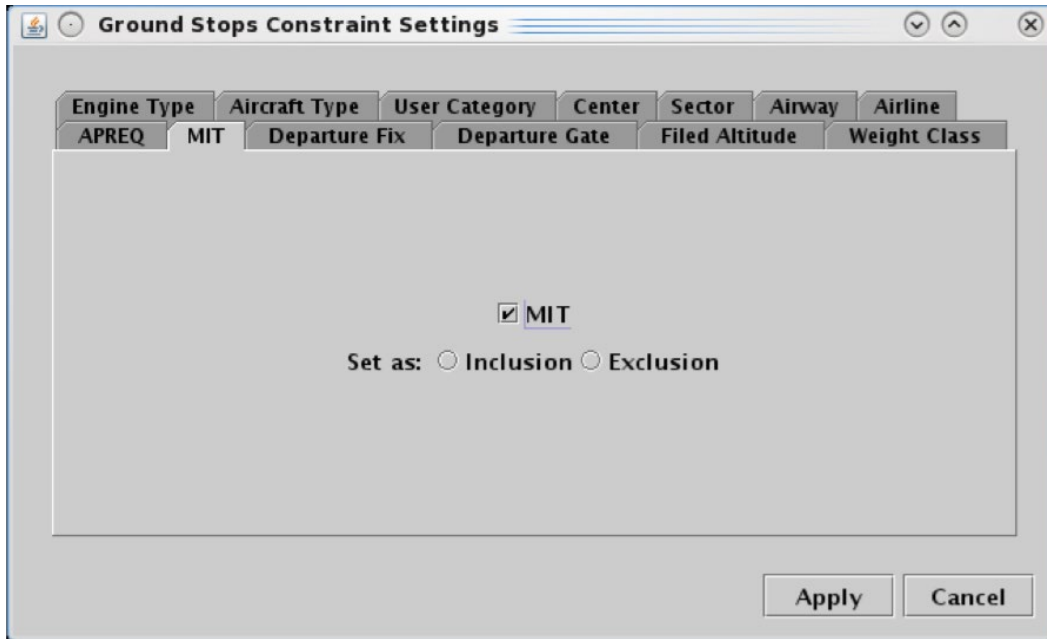 Ground Stops Constraint Settings
Engine Type Aircraft Type User Category Center Sector Airway Airline
APREQ MIT Departure Fix Departure Gate Filed Altitude Weight Class
MIT
Set as: Inclusion Exclusion
Apply Cancel